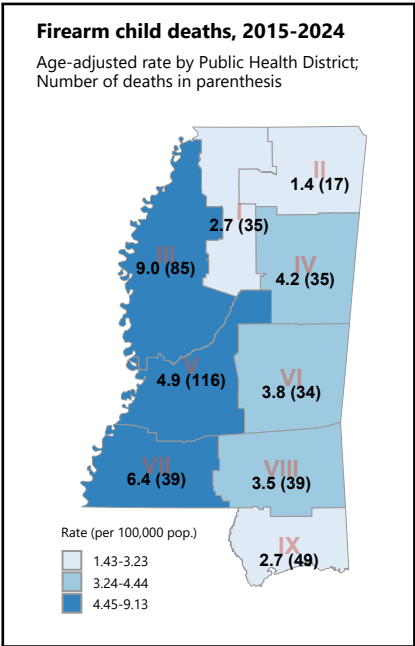 Firearm child deaths, 2015-2024
Age-adjusted rate by Public Health District;
Number of deaths in parenthesis
II
1.4 (17)
I
2.7 (35)
III
9.0 (85)
IV
4.2 (35)
V
4.9 (116)
VI
3.8 (34)
VII
6.4 (39)
VIII
3.5 (39)
IX
2.7 (49)
Rate (per 100,000 pop.)
1.43-3.23
3.24-4.44
4.45-9.13